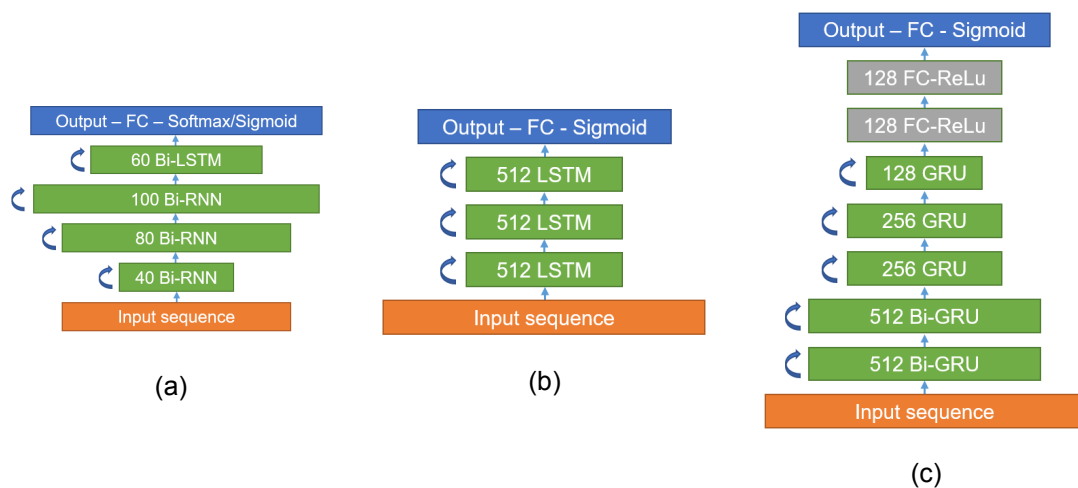 Output – FC – Softmax/Sigmoid
60 Bi-LSTM
100 Bi-RNN
80 Bi-RNN
40 Bi-RNN
Input sequence
(a)
Output – FC - Sigmoid
512 LSTM
512 LSTM
512 LSTM
Input sequence
(b)
Output – FC - Sigmoid
128 FC-ReLu
128 FC-ReLu
128 GRU
256 GRU
256 GRU
512 Bi-GRU
512 Bi-GRU
Input sequence
(c)